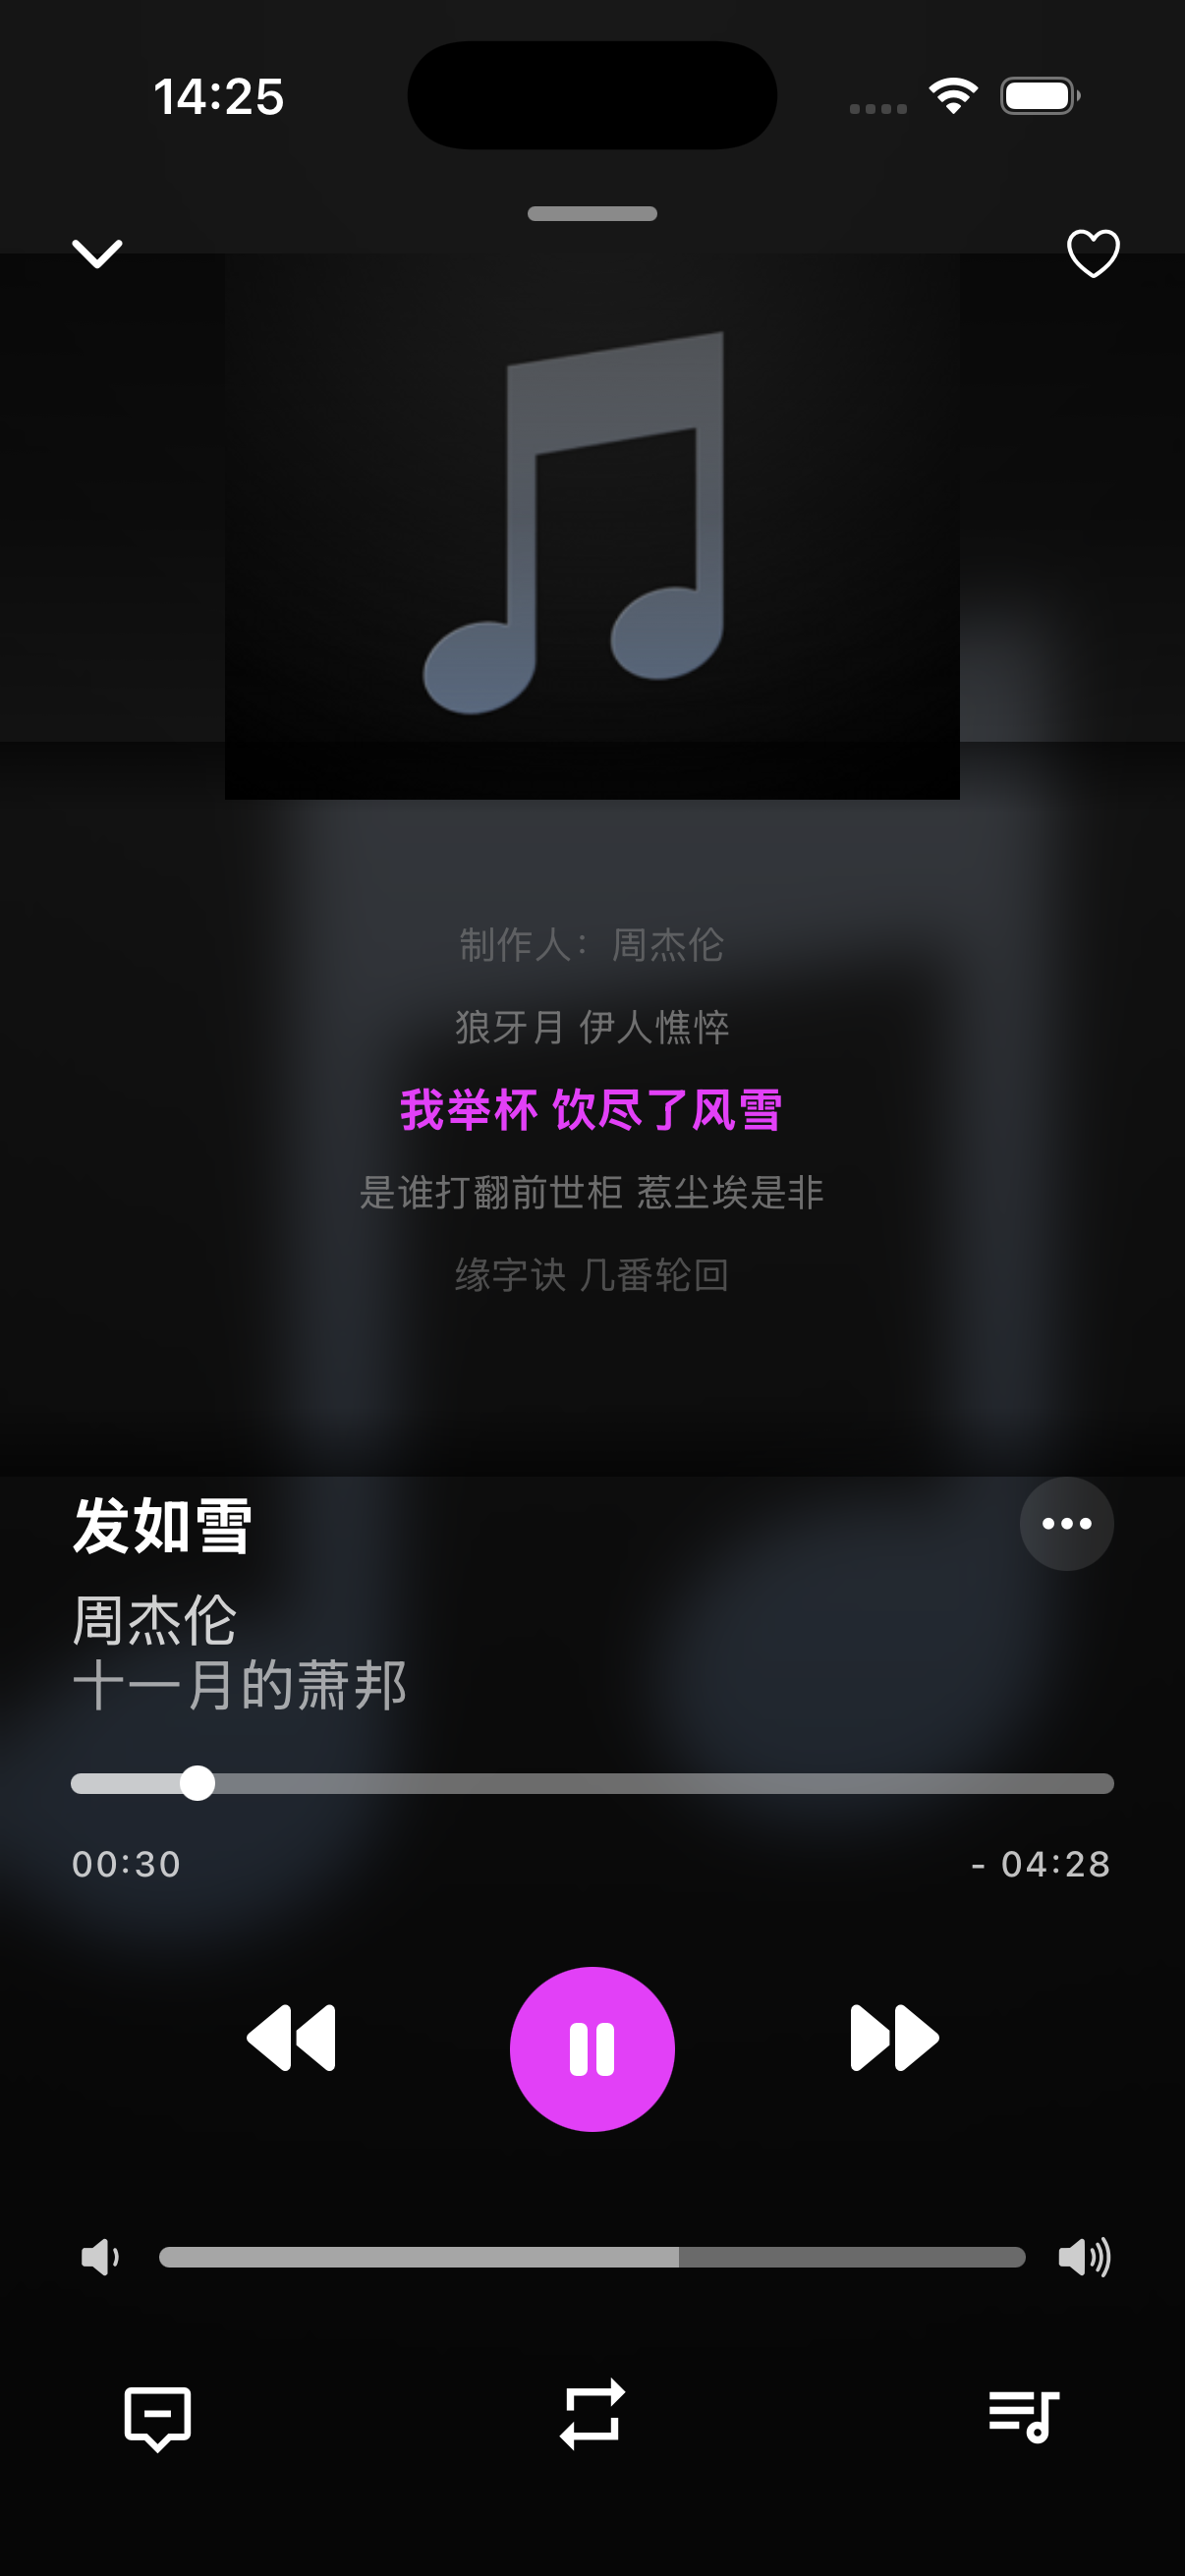 14:25
制作人：周杰伦
狼牙月 伊人憔悴
我举杯 饮尽了风雪
是谁打翻前世柜 惹尘埃是非
缘字诀 几番轮回
发如雪
周杰伦
十一月的萧邦
00:30
- 04:28